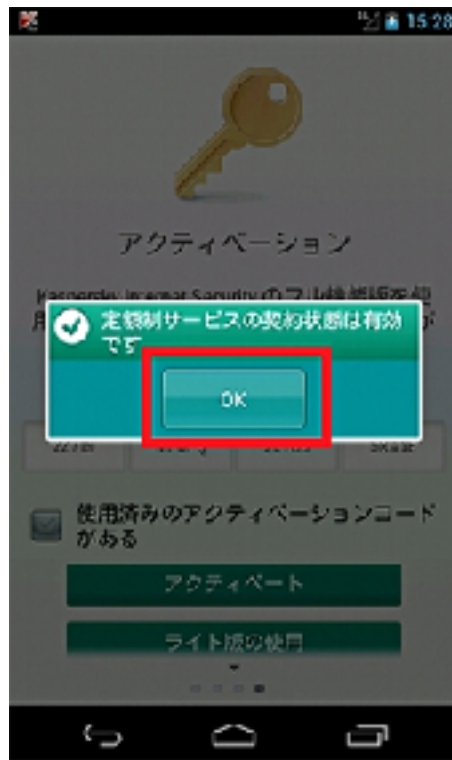 15:28
アクティベーション
Kaspersky Internet Security のフル機能版を使
定額制サービスの契約状態は有効
です
OK
使用済みのアクティベーションコード
がある
アクティベート
ライト版の使用